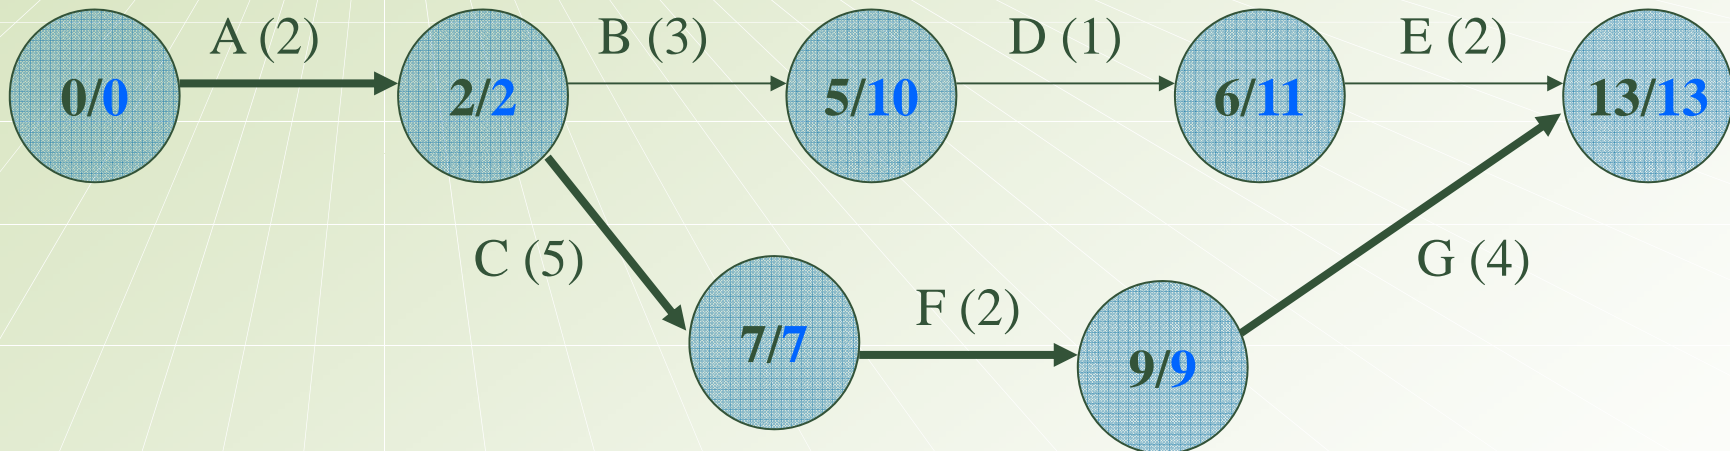 A (2) B (3) D (1) E (2)
0/0 2/2 5/10 6/11 13/13
C (5) G (4)
F (2)
7/7 9/9